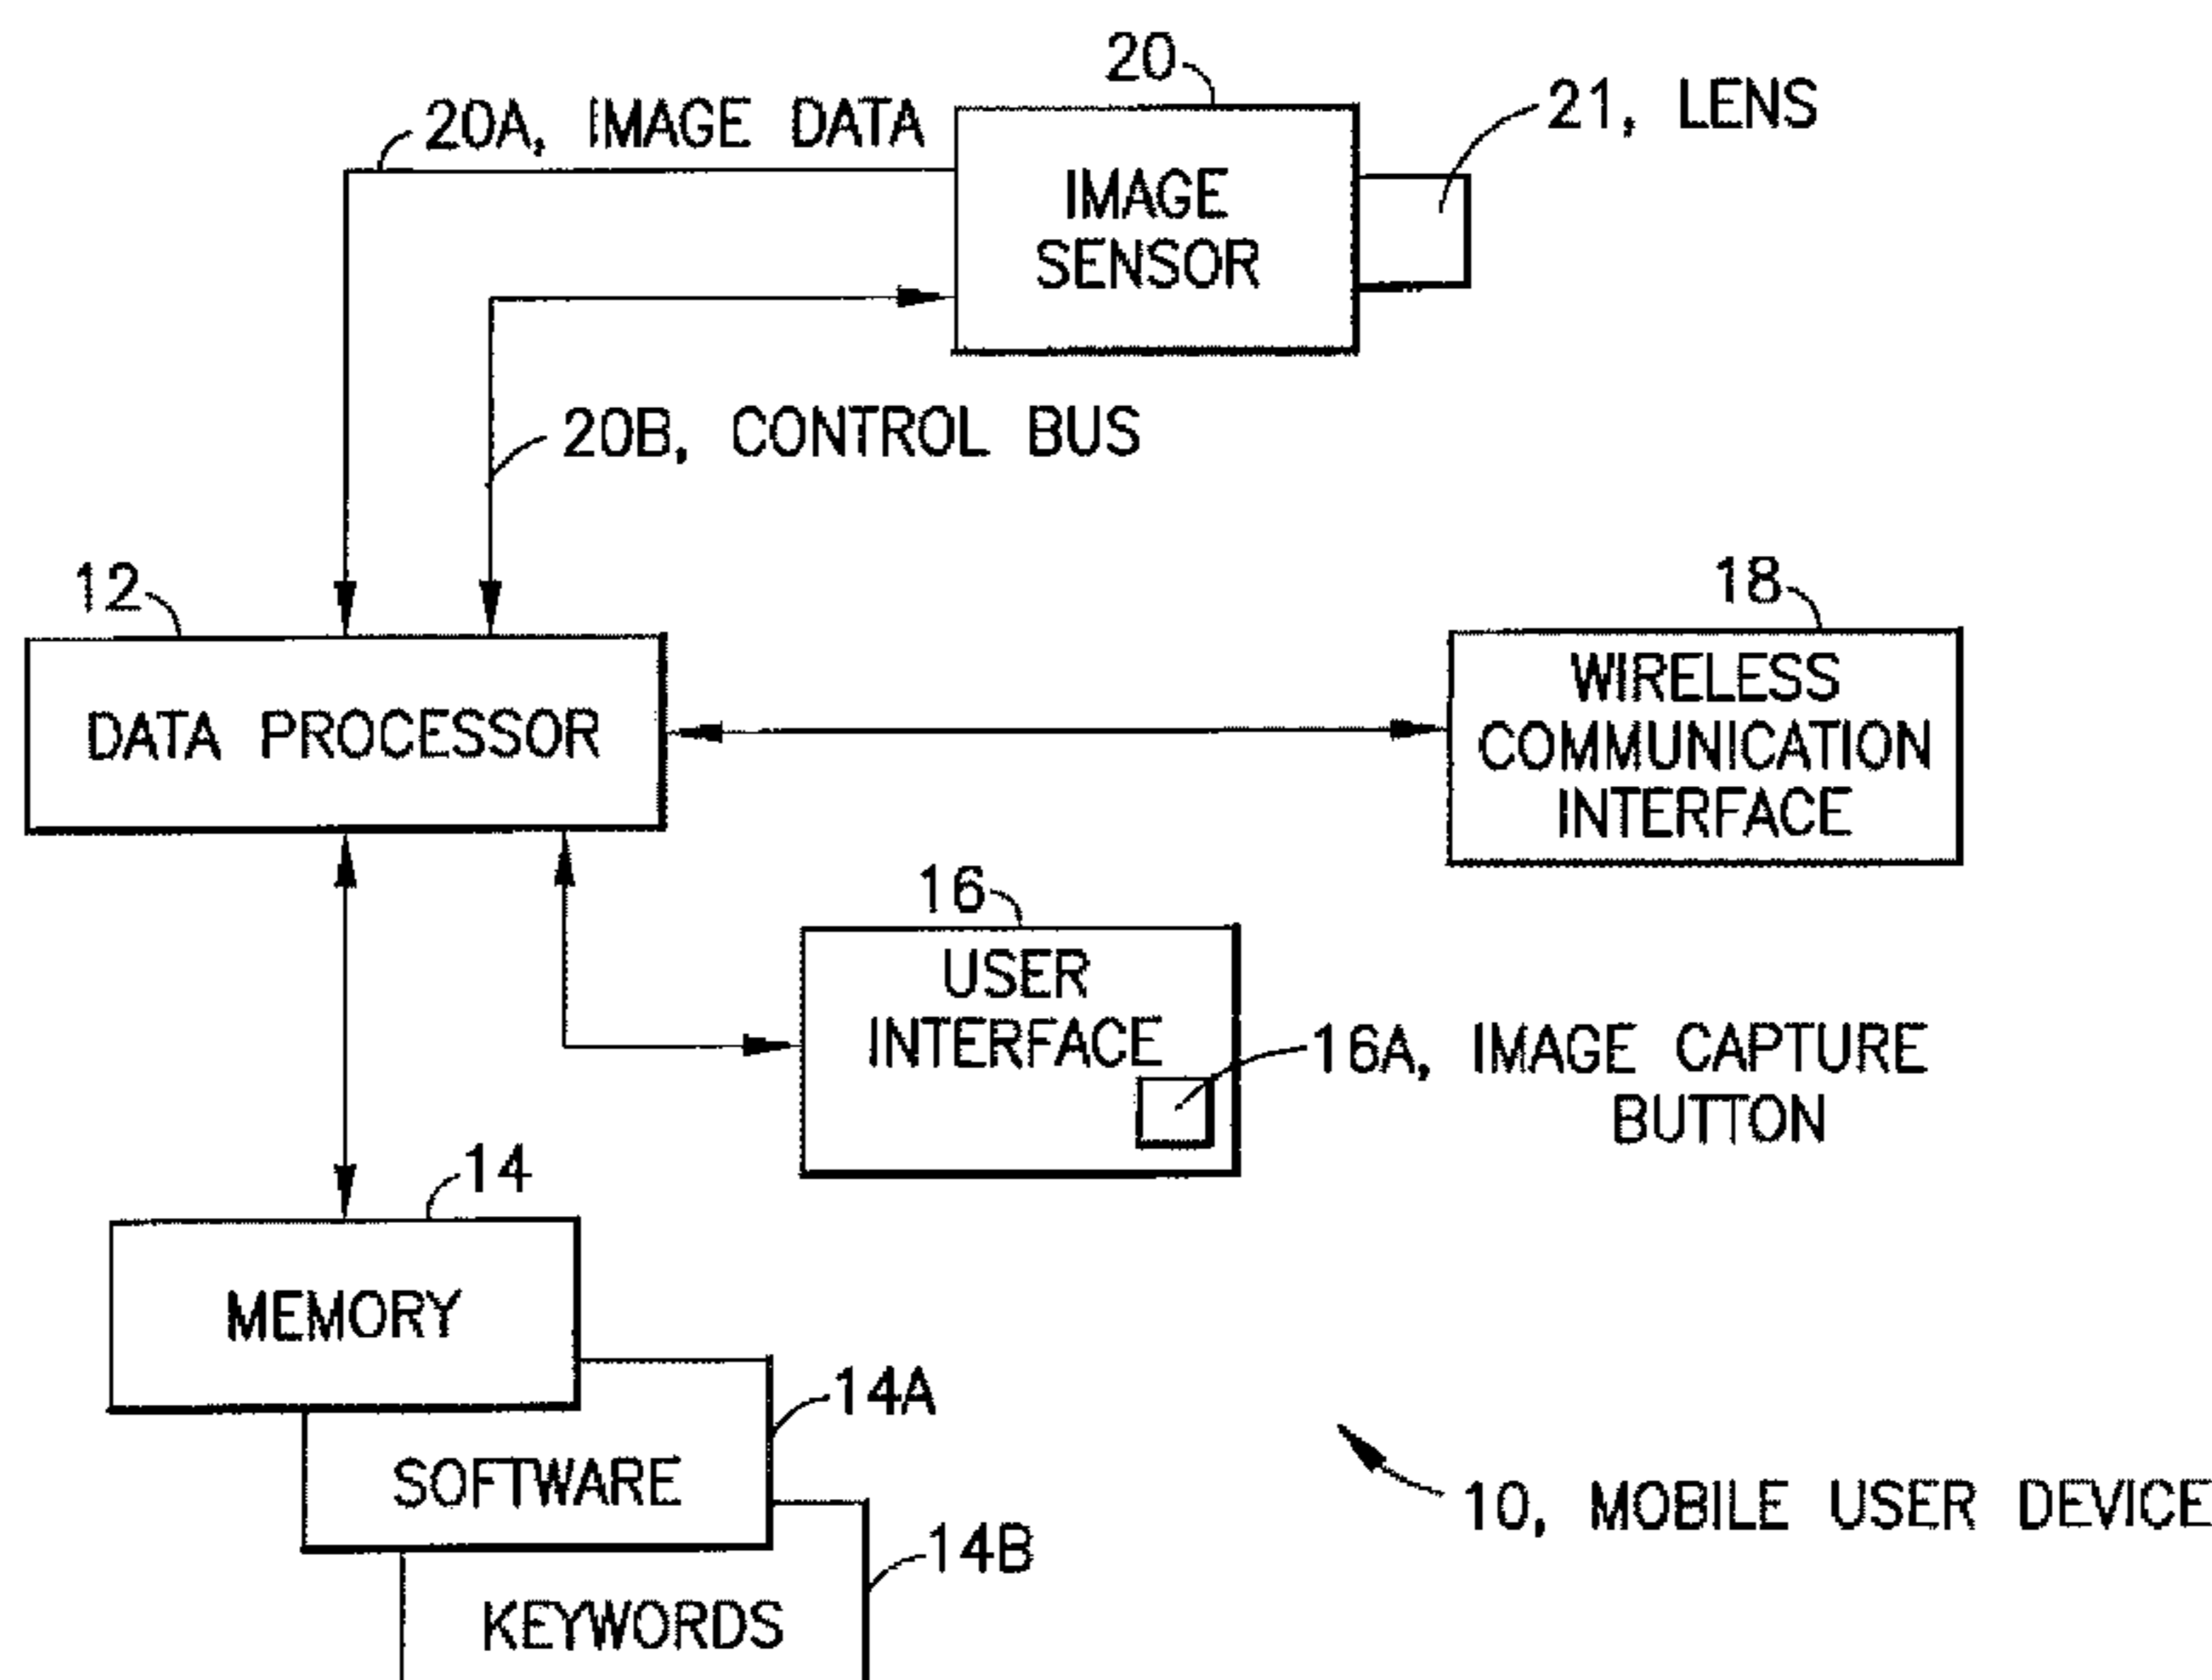 20
20A, IMAGE DATA
21, LENS
IMAGE
SENSOR
20B, CONTROL BUS
12
18
DATA PROCESSOR
WIRELESS
COMMUNICATION
INTERFACE
16
USER
INTERFACE
16A, IMAGE CAPTURE
BUTTON
14
MEMORY
14A
SOFTWARE
10, MOBILE USER DEVICE
14B
KEYWORDS